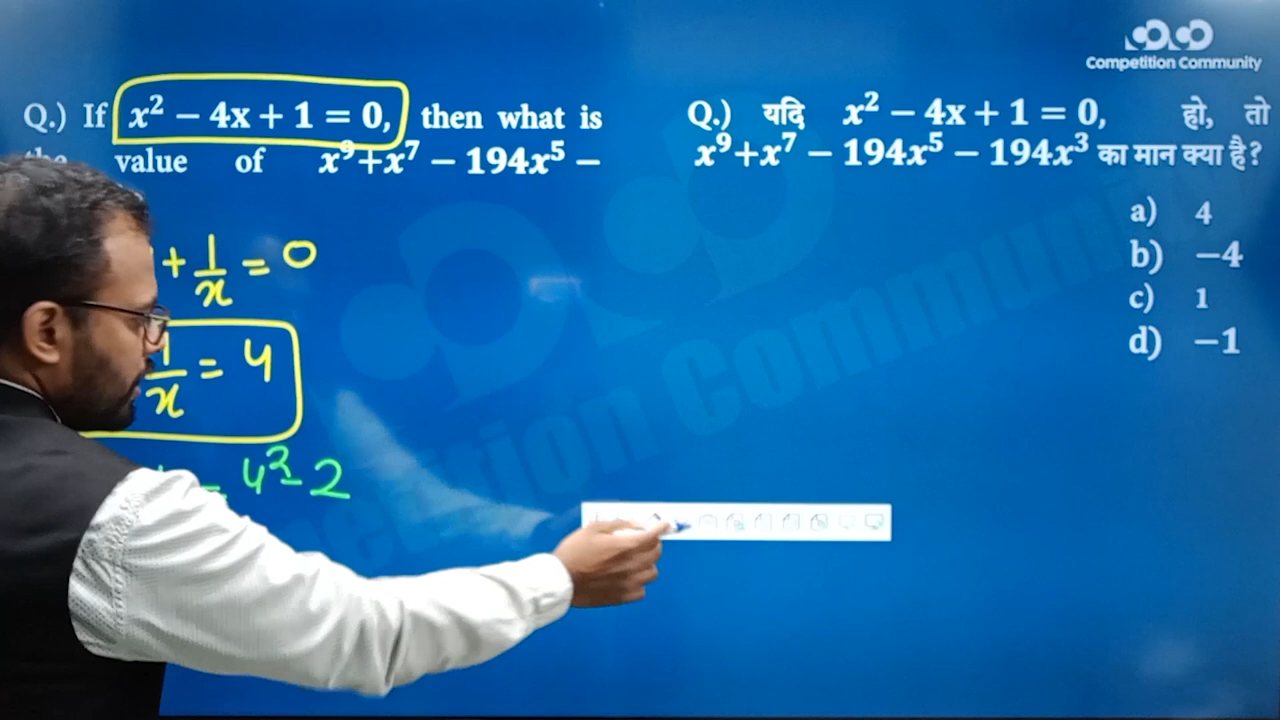 Competition Community
Q.) If x² – 4x + 1 = 0, then what is
the value of x⁹+x⁷ – 194x⁵ –
Q.) यदि x² – 4x + 1 = 0, हो, तो
x⁹+x⁷ – 194x⁵ – 194x³ का मान क्या है?
a) 4
b) –4
c) 1
d) –1
+ 1/x = 0
1/x = 4
= 4² – 2